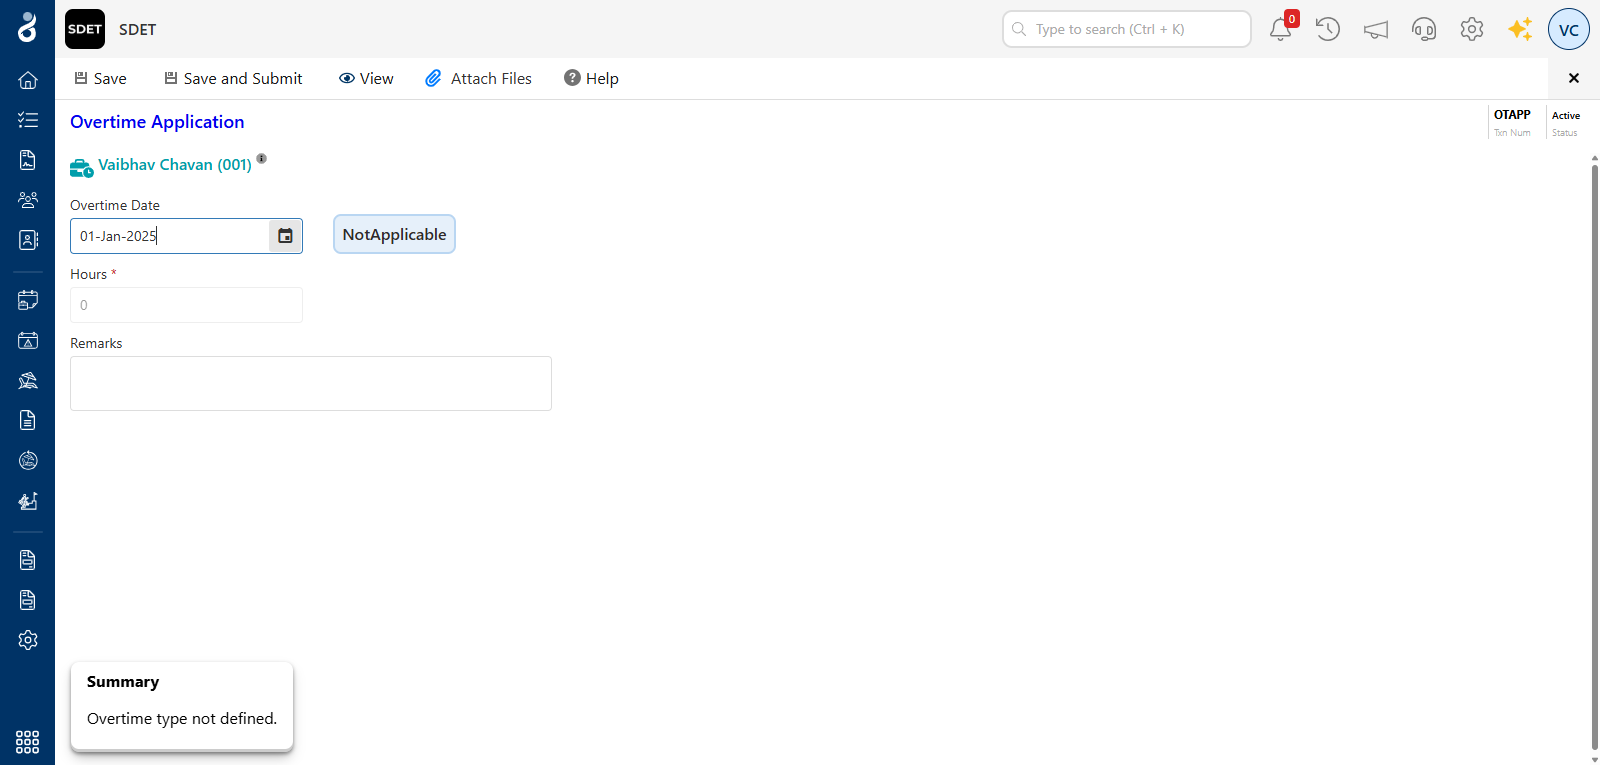 SDET SDET Type to search (Ctrl + K) 0 VC
Save Save and Submit View Attach Files ? Help
Overtime Application OTAPP Active
Txn Num Status
Vaibhav Chavan (001)
Overtime Date
01-Jan-2025 NotApplicable
Hours *
0
Remarks
Summary
Overtime type not defined.